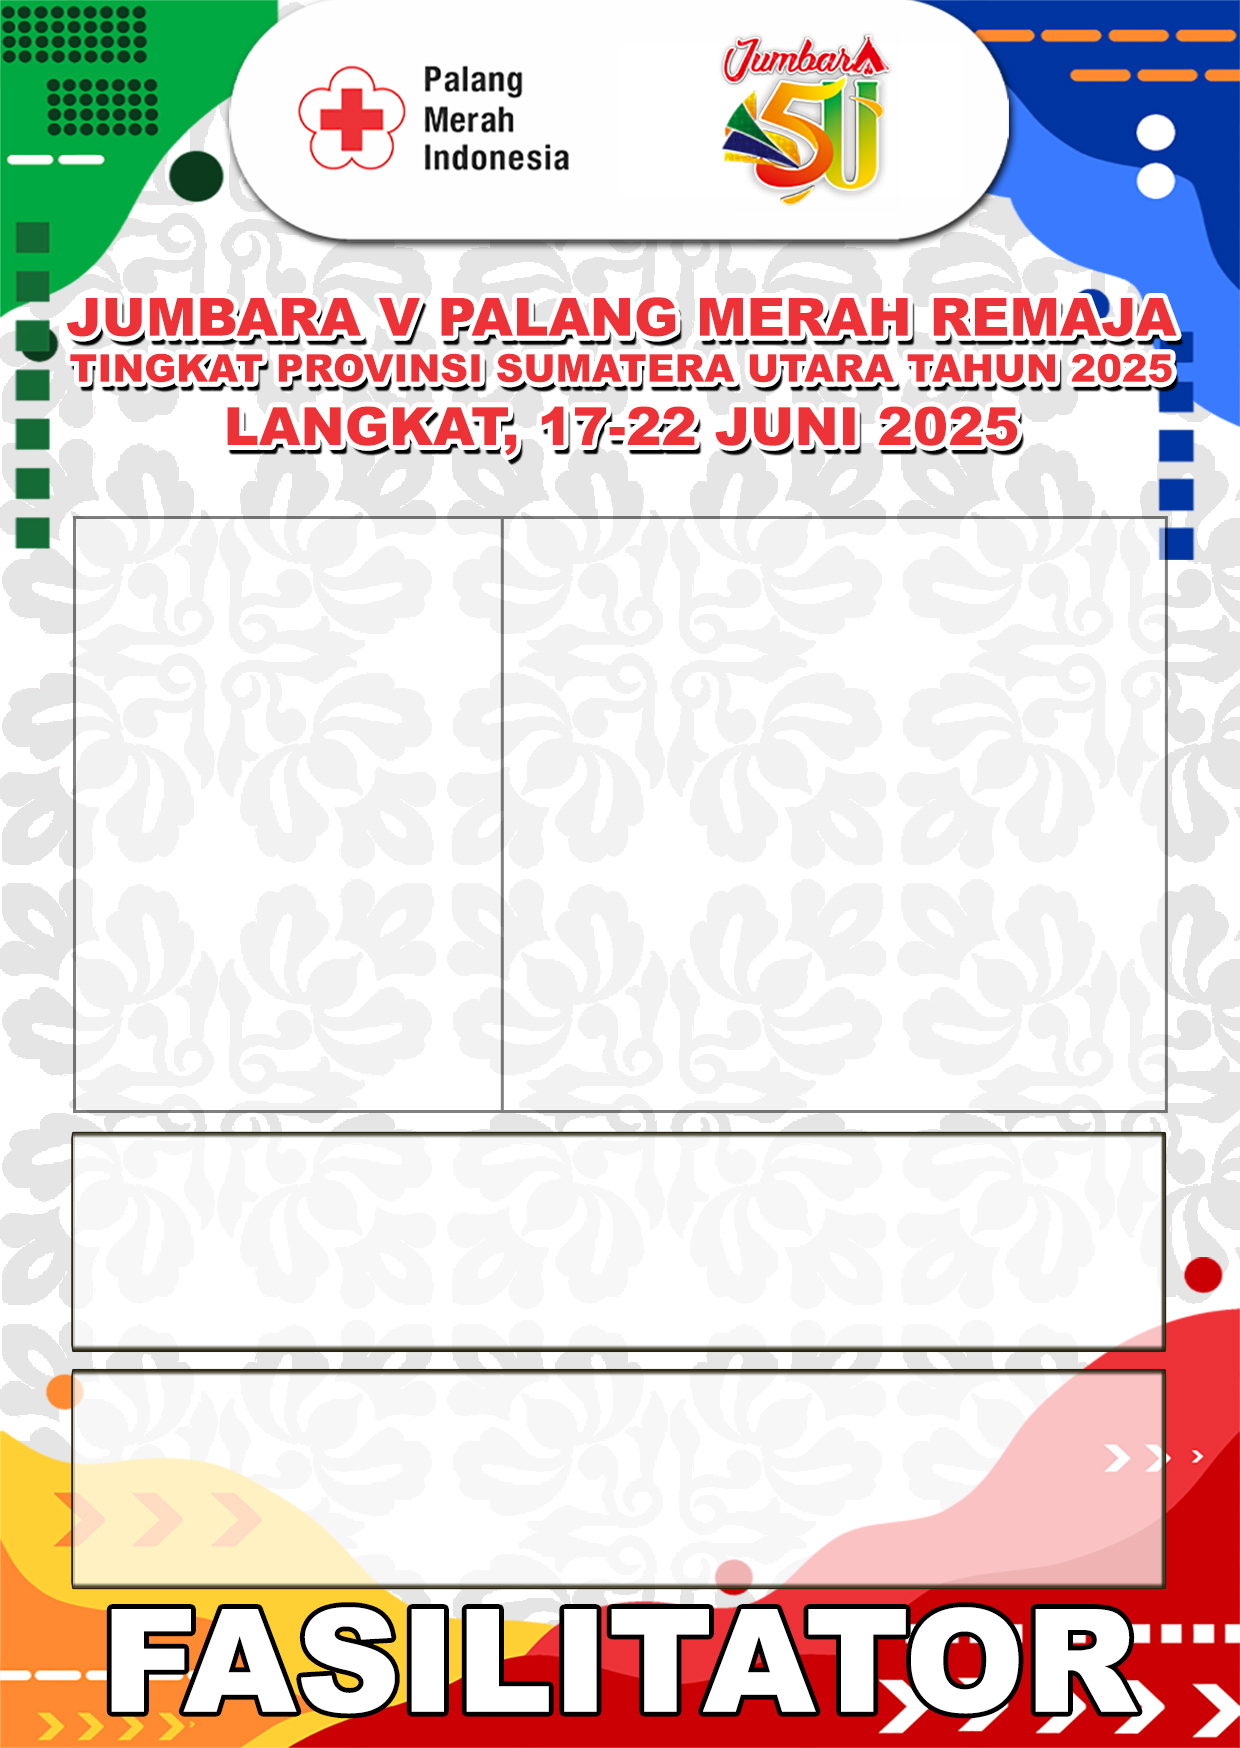 Palang
Merah
Indonesia
Jumbara
5U
JUMBARA V PALANG MERAH REMAJA
TINGKAT PROVINSI SUMATERA UTARA TAHUN 2025
LANGKAT, 17-22 JUNI 2025
FASILITATOR